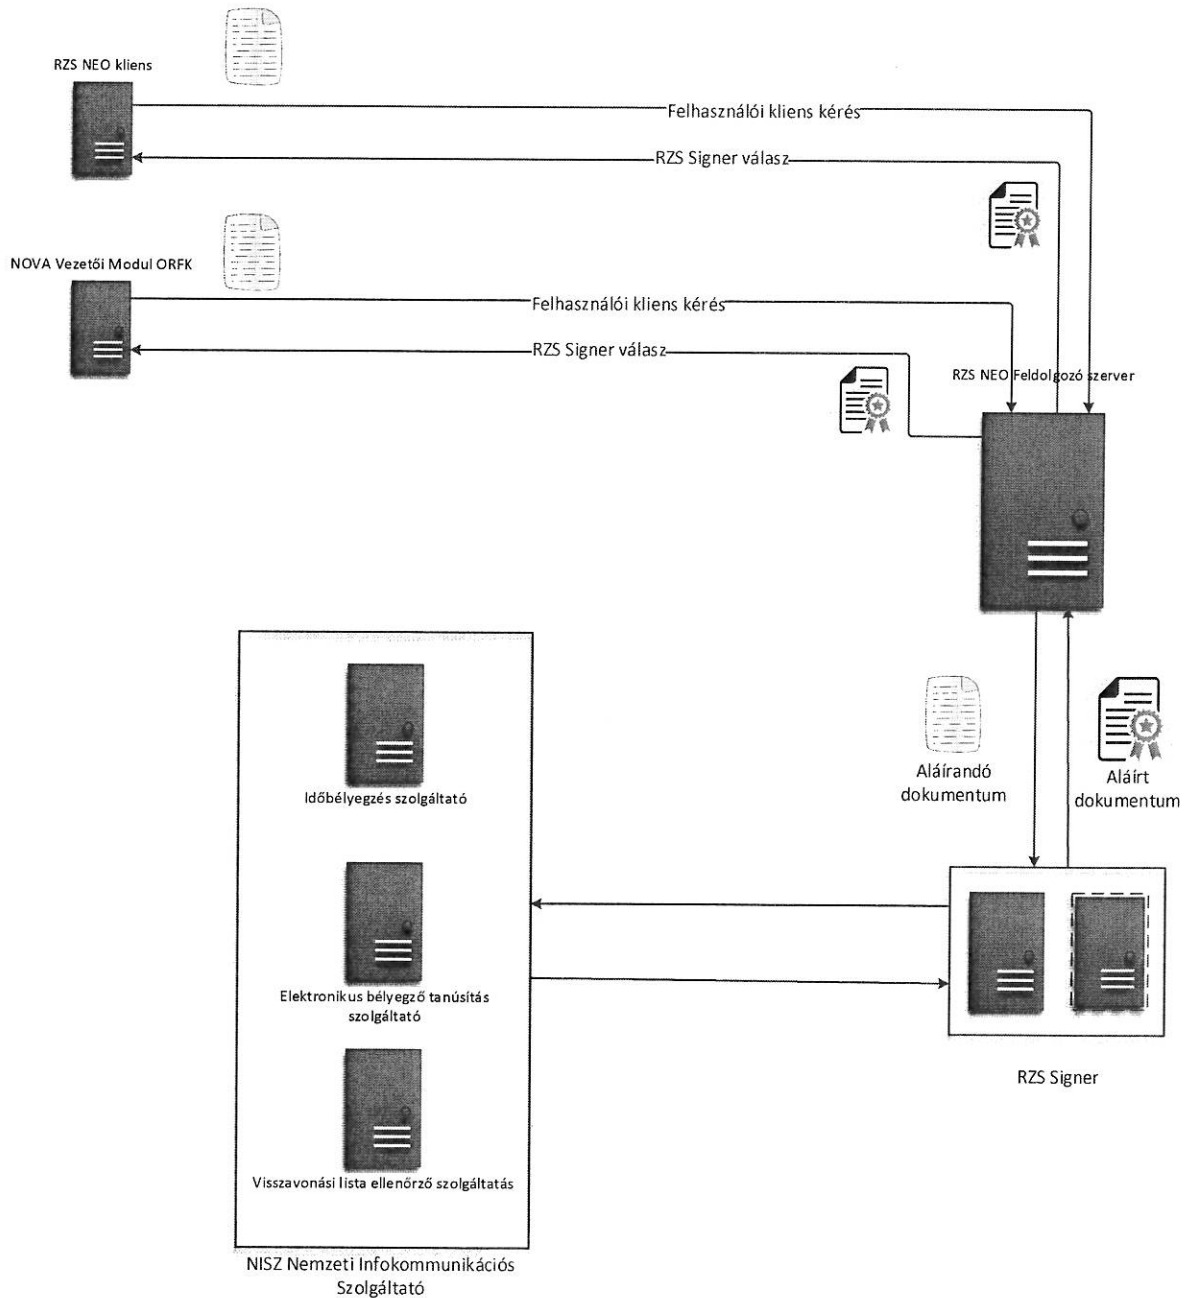 RZS NEO kliens
Felhasználói kliens kérés
RZS Signer válasz
NOVA Vezetői Modul ORFK
Felhasználói kliens kérés
RZS Signer válasz
RZS NEO Feldolgozó szerver
Aláírandó
dokumentum
Aláírt
dokumentum
Időbélyegzés szolgáltató
Elektronikus bélyegző tanúsítás
szolgáltató
Visszavonási lista ellenőrző szolgáltatás
RZS Signer
NISZ Nemzeti Infokommunikációs
Szolgáltató